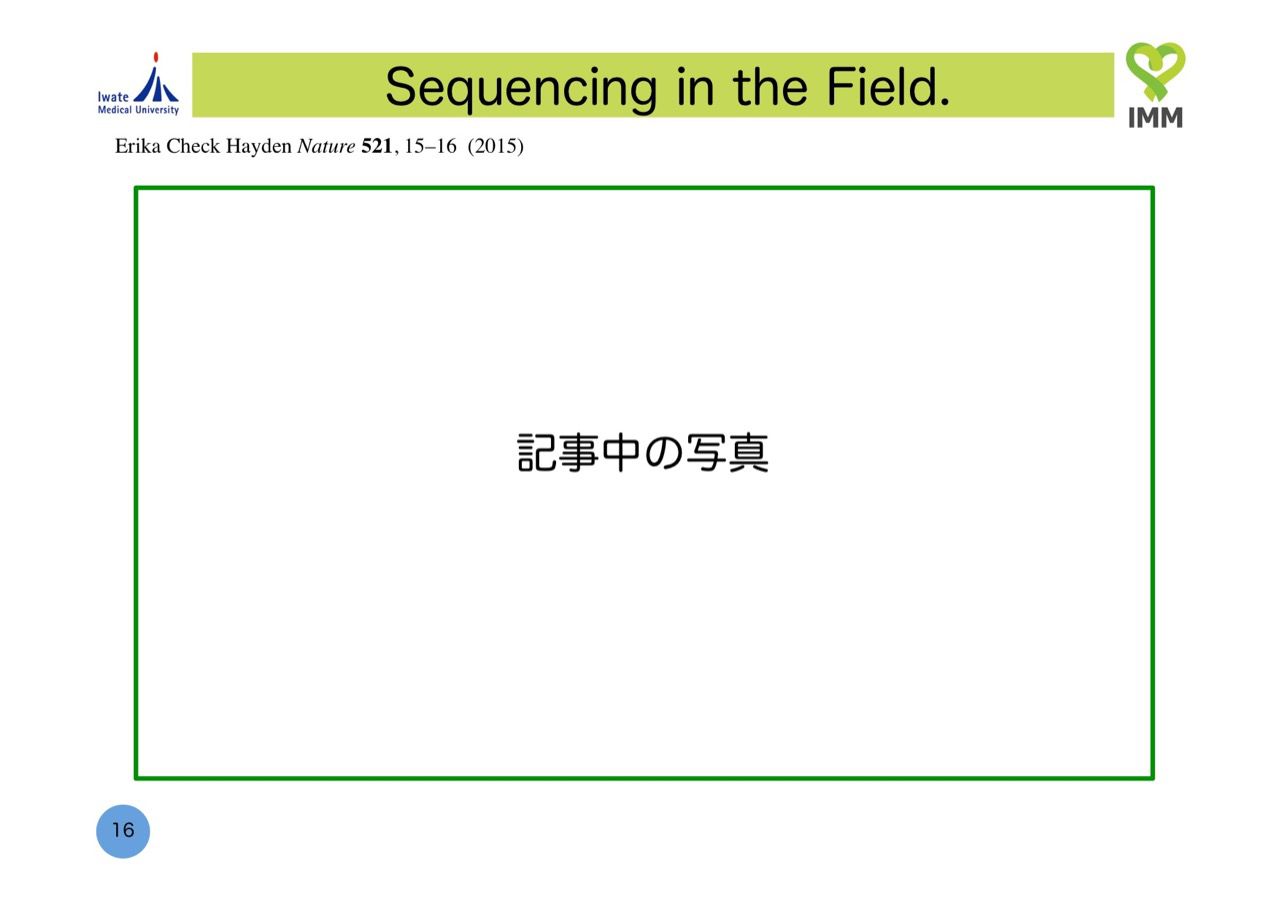 Iwate
Medical University
Sequencing in the Field.
IMM
Erika Check Hayden Nature 521, 15–16 (2015)
記事中の写真
16